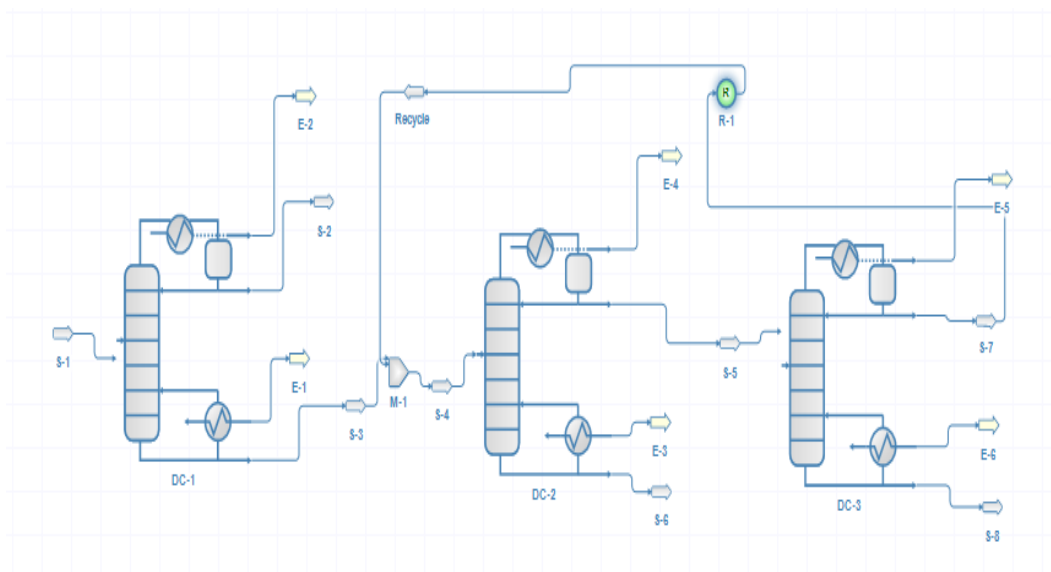 R
R-1
Recycle
E-2
E-4
E-5
S-2
S-1
E-1
M-1
S-4
S-5
S-7
S-3
E-3
E-6
DC-1
DC-2
S-6
DC-3
S-8